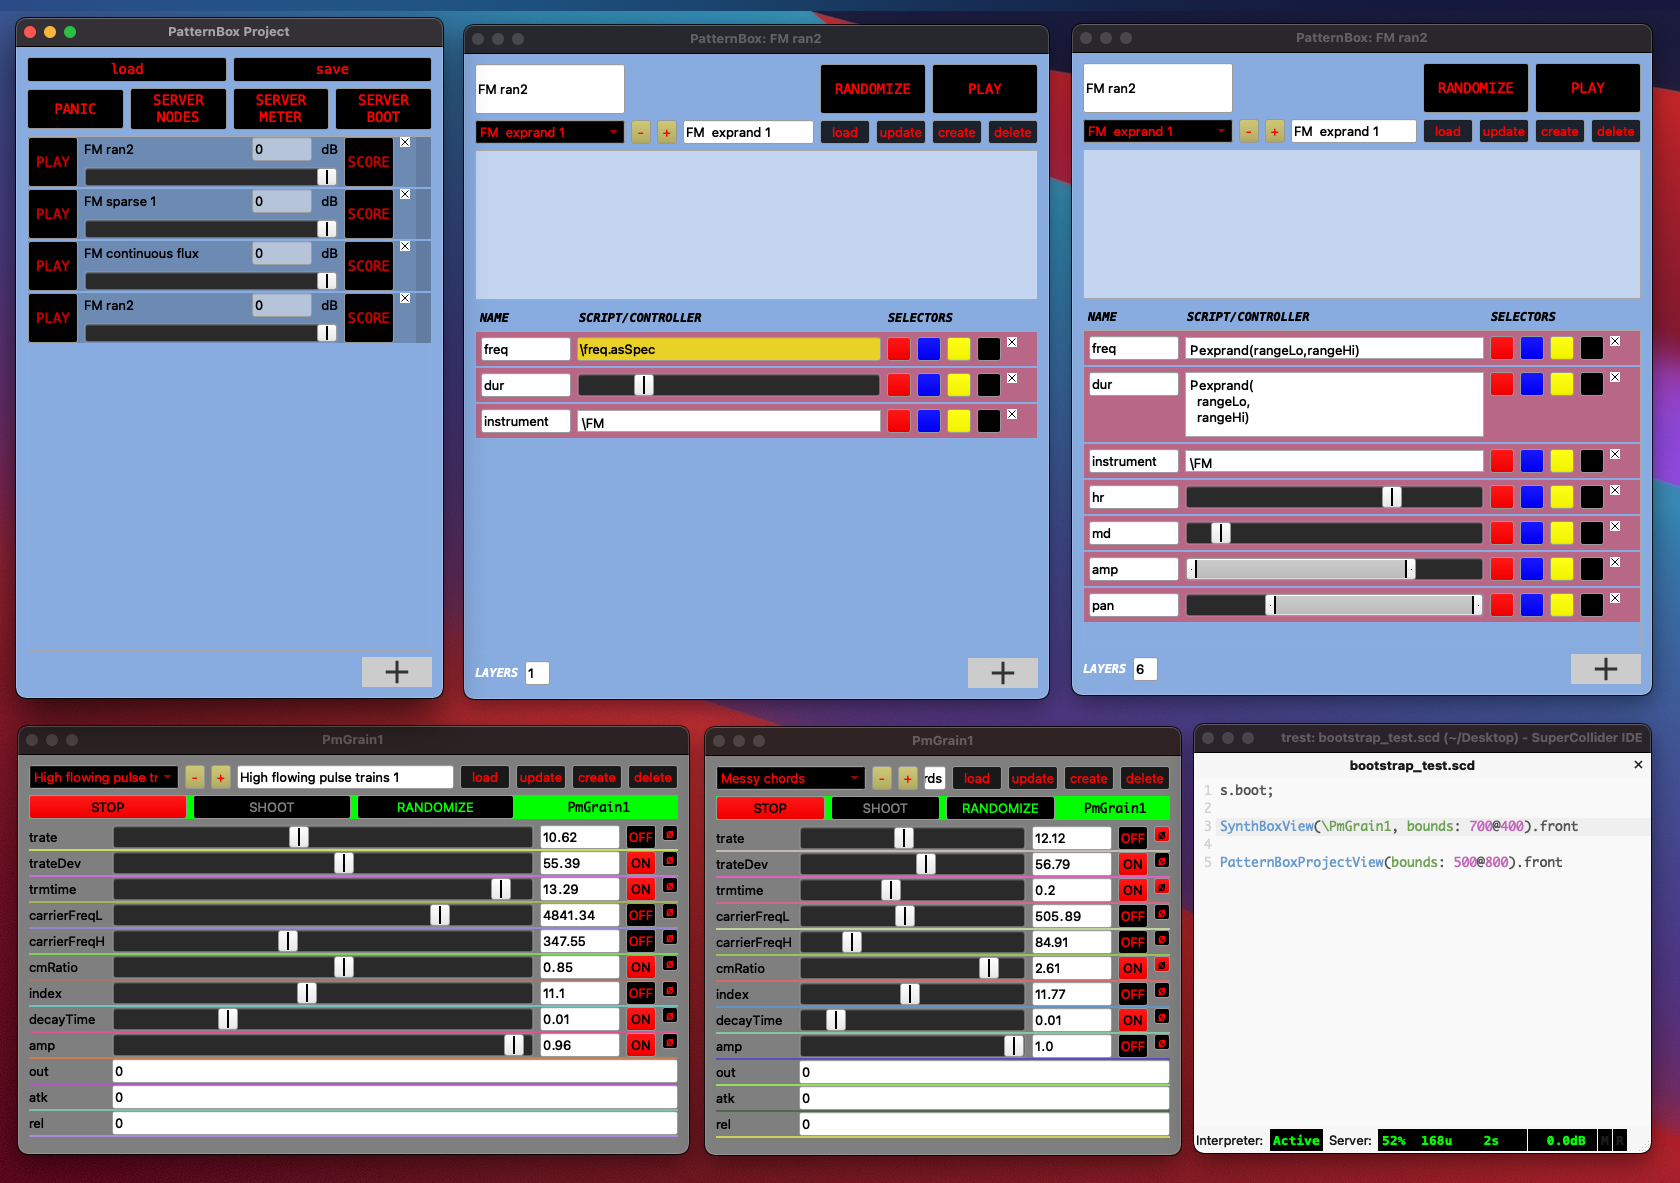 PatternBox Project
load save
PANIC SERVER NODES SERVER METER SERVER BOOT
PLAY FM ran2 0 dB SCORE
PLAY FM sparse 1 0 dB SCORE
PLAY FM continuous flux 0 dB SCORE
PLAY FM ran2 0 dB SCORE
PatternBox: FM ran2
FM ran2 RANDOMIZE PLAY
FM exprand 1 - + FM exprand 1 load update create delete
NAME SCRIPT/CONTROLLER SELECTORS
freq \freq.asSpec
dur
instrument \FM
LAYERS 1
PatternBox: FM ran2
FM ran2 RANDOMIZE PLAY
FM exprand 1 - + FM exprand 1 load update create delete
NAME SCRIPT/CONTROLLER SELECTORS
freq Pexprand(rangeLo,rangeHi)
dur Pexprand(
rangeLo,
rangeHi)
instrument \FM
hr
md
amp
pan
LAYERS 6
PmGrain1
High flowing pulse tr - + High flowing pulse trains 1 load update create delete
STOP SHOOT RANDOMIZE PmGrain1
trate 10.62 OFF ø
trateDev 55.39 ON ø
trmtime 13.29 ON ø
carrierFreqL 4841.34 OFF ø
carrierFreqH 347.55 OFF ø
cmRatio 0.85 ON ø
index 11.1 OFF ø
decayTime 0.01 ON ø
amp 0.96 ON ø
out 0
atk 0
rel 0
PmGrain1
Messy chords - + rds load update create delete
STOP SHOOT RANDOMIZE PmGrain1
trate 12.12 OFF ø
trateDev 56.79 ON ø
trmtime 0.2 ON ø
carrierFreqL 505.89 OFF ø
carrierFreqH 84.91 OFF ø
cmRatio 2.61 ON ø
index 11.77 OFF ø
decayTime 0.01 ON ø
amp 1.0 OFF ø
out 0
atk 0
rel 0
trest: bootstrap_test.scd (~/Desktop) - SuperCollider IDE
bootstrap_test.scd ×
1 s.boot;
2
3 SynthBoxView(\PmGrain1, bounds: 700@400).front
4
5 PatternBoxProjectView(bounds: 500@800).front
Interpreter: Active Server: 52% 168u 2s 0.0dB M R